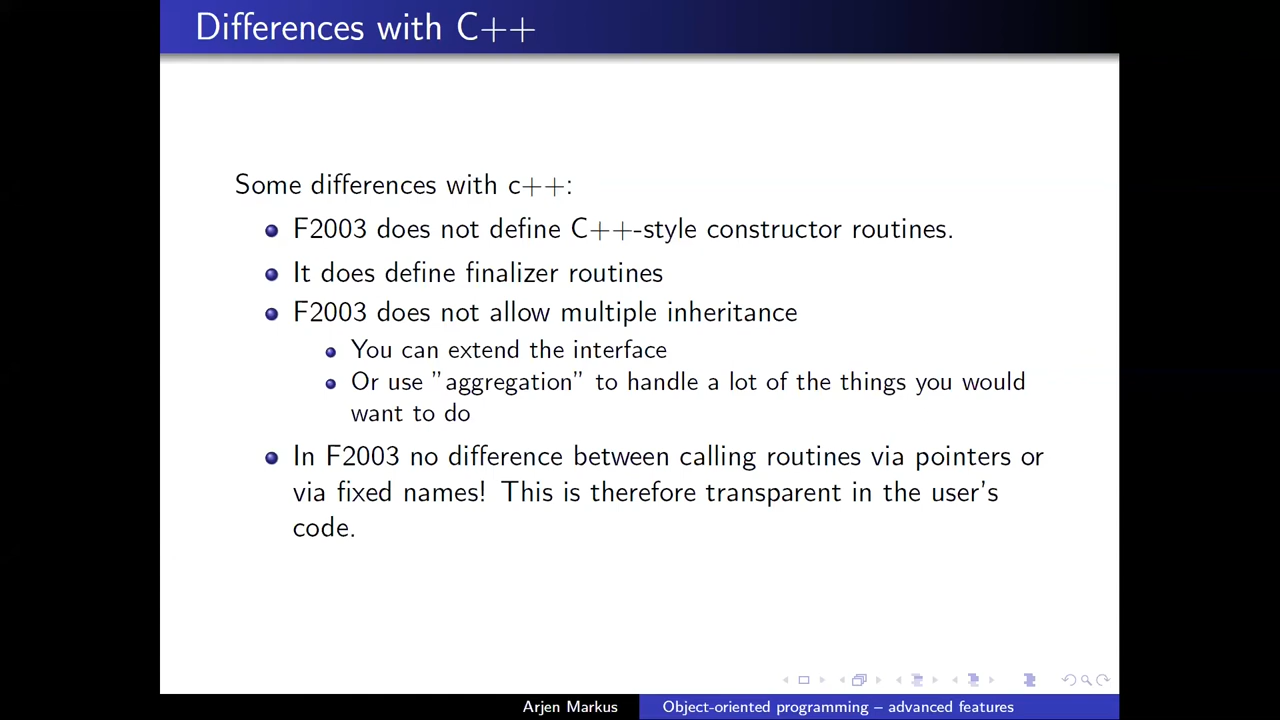 Differences with C++
Some differences with c++:
F2003 does not define C++-style constructor routines.
It does define finalizer routines
F2003 does not allow multiple inheritance
You can extend the interface
Or use ”aggregation” to handle a lot of the things you would
want to do
In F2003 no difference between calling routines via pointers or
via fixed names! This is therefore transparent in the user’s
code.
Arjen Markus
Object-oriented programming – advanced features